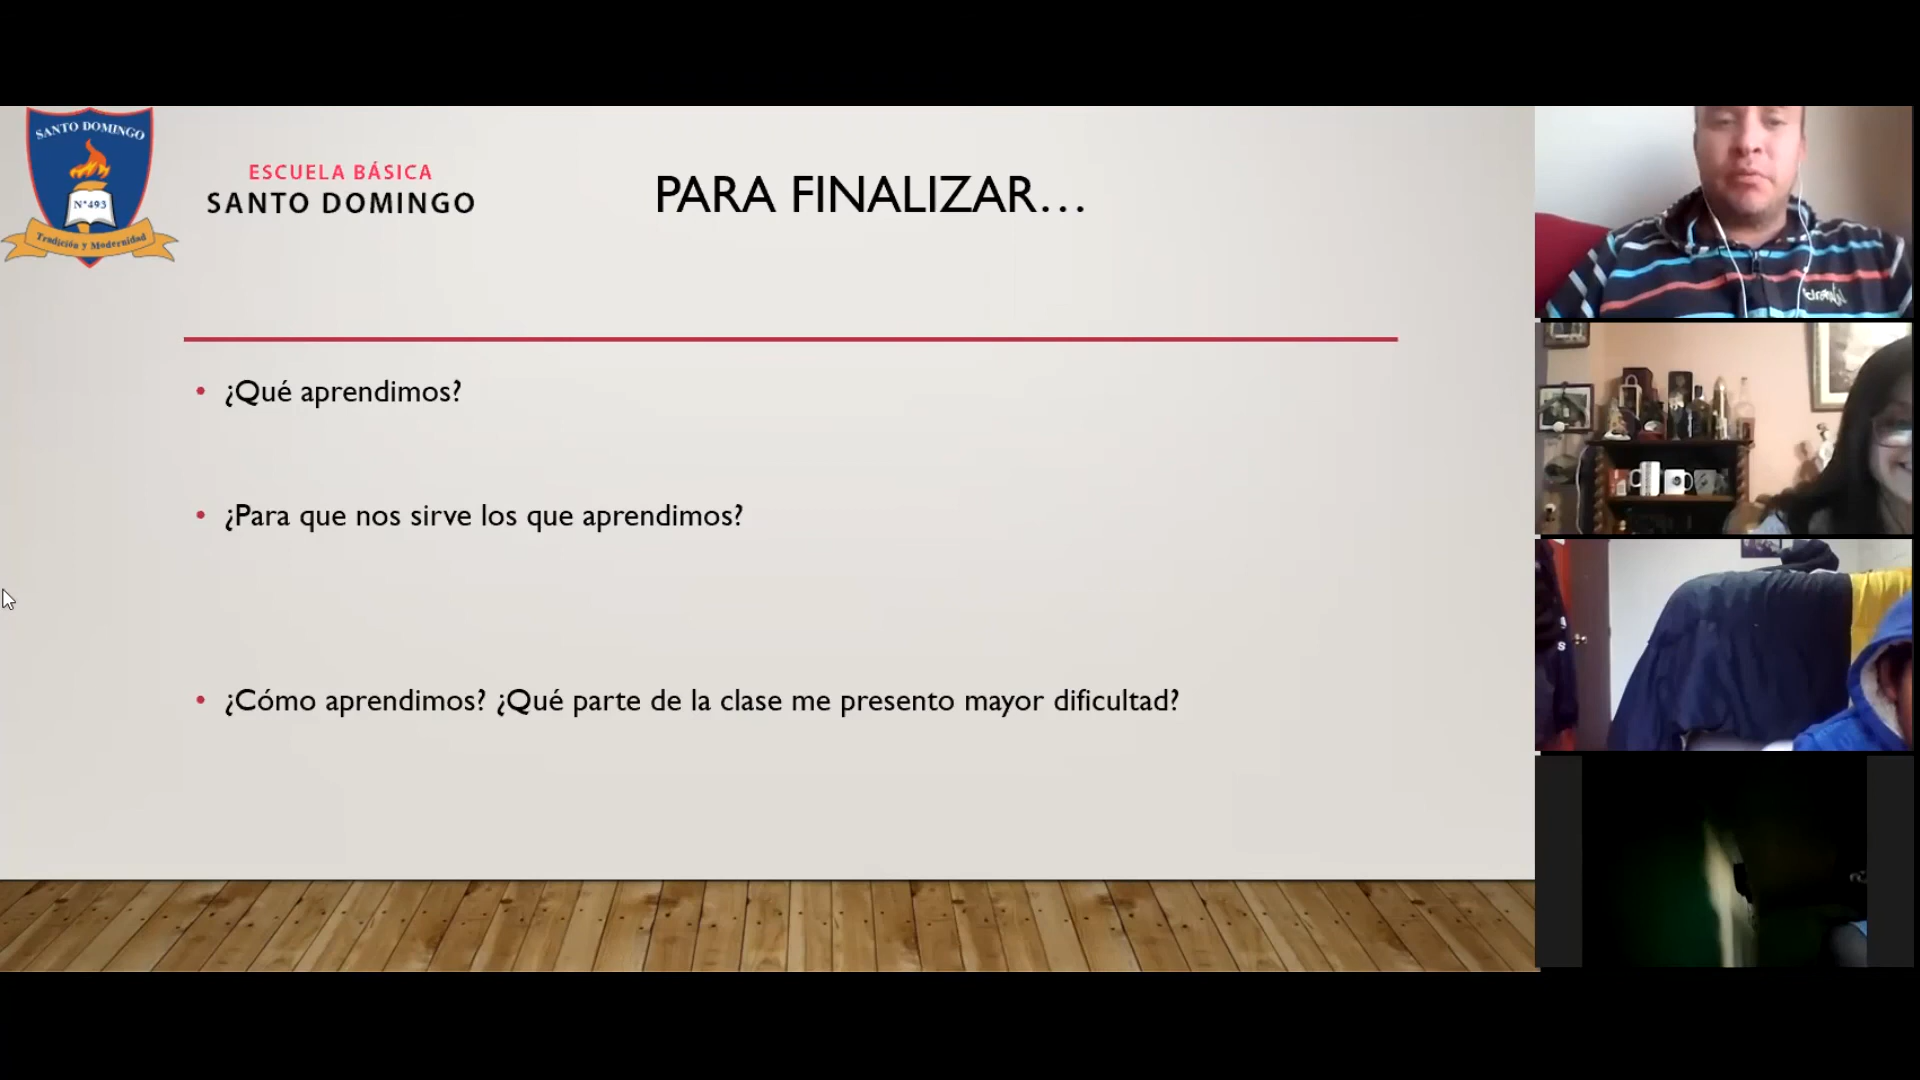 SANTO DOMINGO
N°493
Tradición y Modernidad
ESCUELA BÁSICA
SANTO DOMINGO
PARA FINALIZAR...
• ¿Qué aprendimos?
• ¿Para que nos sirve los que aprendimos?
• ¿Cómo aprendimos? ¿Qué parte de la clase me presento mayor dificultad?